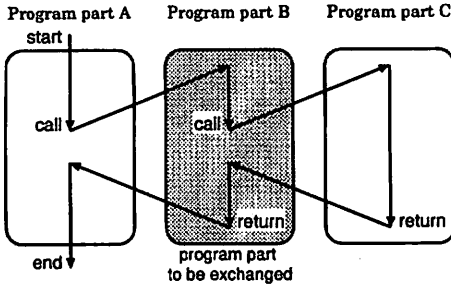 Program part A Program part B Program part C
start
call call
return return
end
program part
to be exchanged